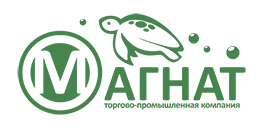 МАГНАТ
торгово-промышленная компания